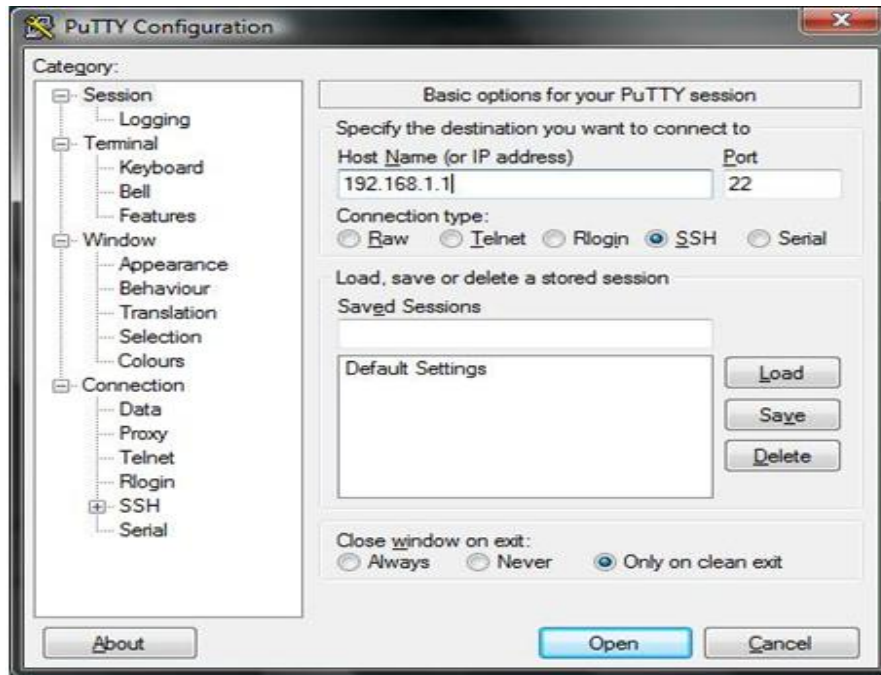 PuTTY Configuration
Category:
Session
Logging
Terminal
Keyboard
Bell
Features
Window
Appearance
Behaviour
Translation
Selection
Colours
Connection
Data
Proxy
Telnet
Rlogin
SSH
Serial
Basic options for your PuTTY session
Specify the destination you want to connect to
Host Name (or IP address) Port
192.168.1.1 22
Connection type:
Raw Telnet Rlogin SSH Serial
Load, save or delete a stored session
Saved Sessions
Default Settings
Load
Save
Delete
Close window on exit:
Always Never Only on clean exit
About Open Cancel